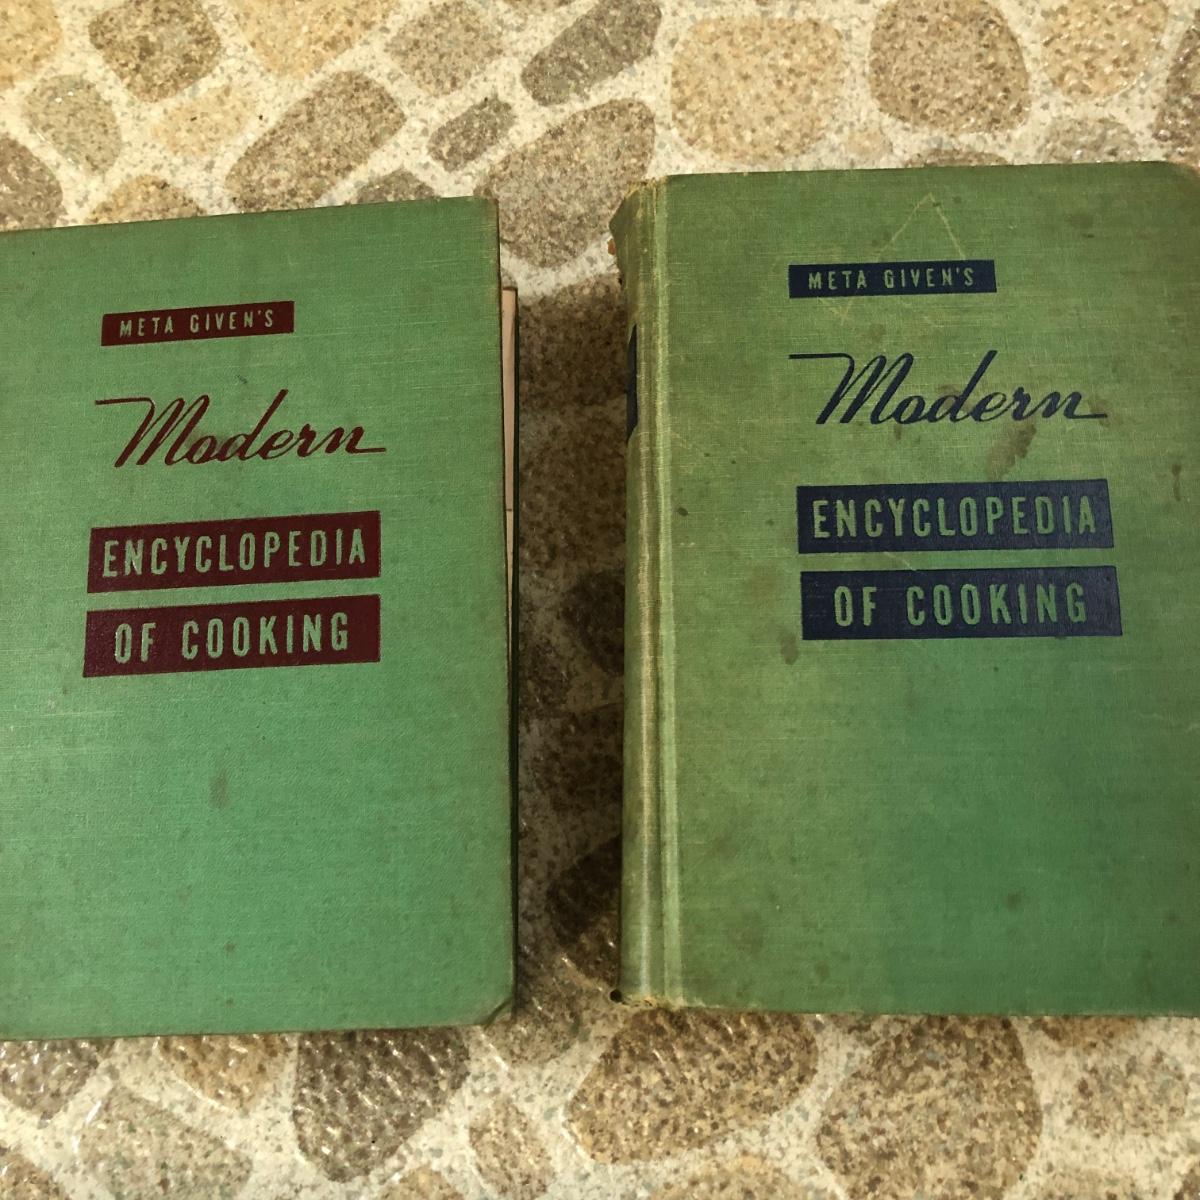 META GIVEN'S
Modern
ENCYCLOPEDIA
OF COOKING
META GIVEN'S
Modern
ENCYCLOPEDIA
OF COOKING